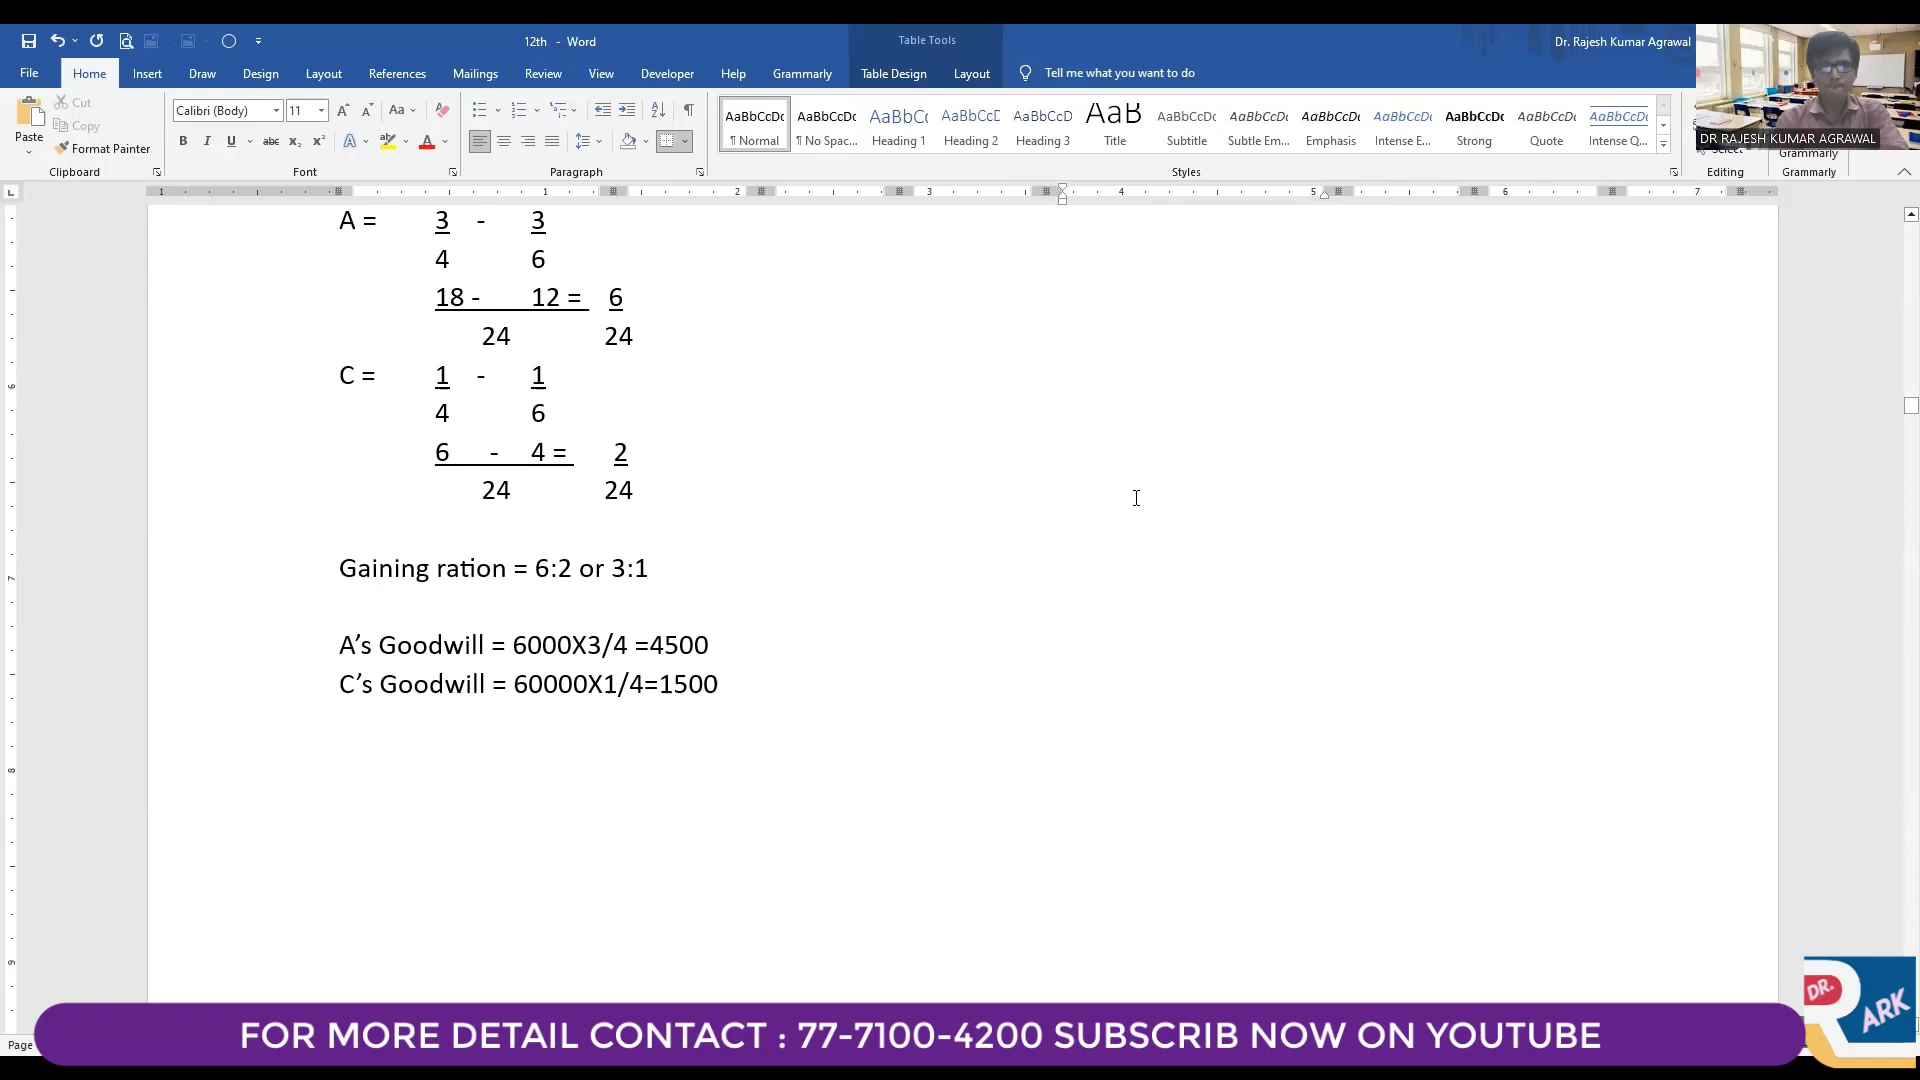 12th - Word
Table Tools
Dr. Rajesh Kumar Agrawal
File Home Insert Draw Design Layout References Mailings Review View Developer Help Grammarly Table Design Layout Tell me what you want to do
Paste
Cut
Copy
Format Painter
Clipboard
Calibri (Body) 11
Font
Paragraph
AaBbCcDc AaBbCcDc AaBbC AaBbCcC AaBbCcD AaB AaBbCcD AaBbCcDc AaBbCcDc AaBbCcDc AaBbCcDc AaBbCcDc AaBbCcDc
¶ Normal ¶ No Spac... Heading 1 Heading 2 Heading 3 Title Subtitle Subtle Em... Emphasis Intense E... Strong Quote Intense Q...
Styles
Editing
Grammarly
Grammarly
DR RAJESH KUMAR AGRAWAL
A = 3 - 3
4 6
18 - 12 = 6
24 24
C = 1 - 1
4 6
6 - 4 = 2
24 24
Gaining ration = 6:2 or 3:1
A’s Goodwill = 6000X3/4 =4500
C’s Goodwill = 60000X1/4=1500
FOR MORE DETAIL CONTACT : 77-7100-4200 SUBSCRIB NOW ON YOUTUBE
Page
DR.
R
ARK